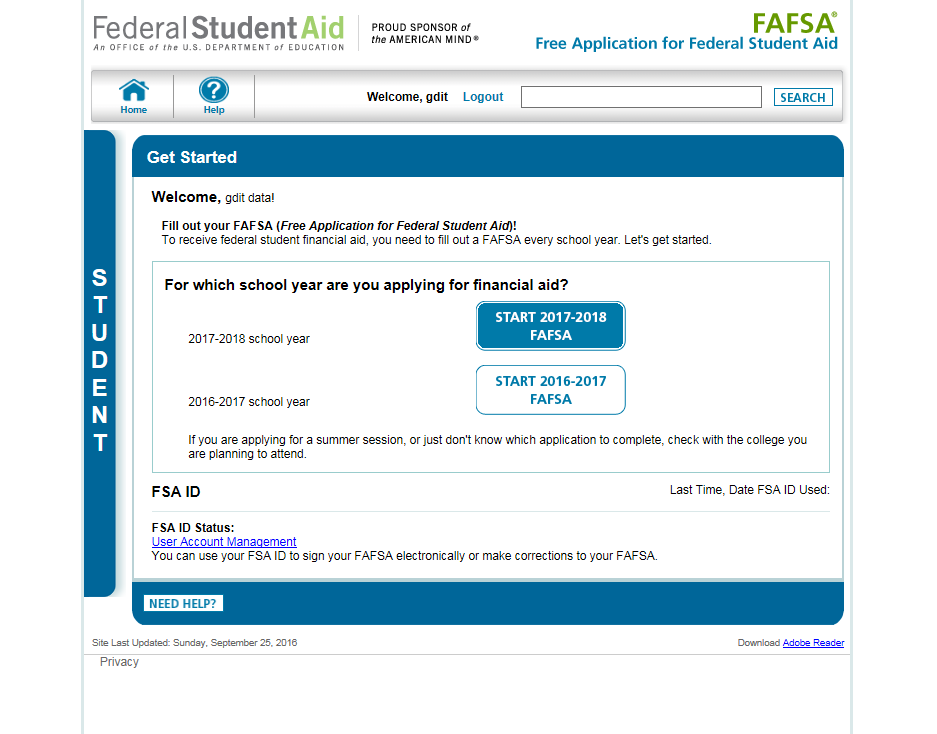 Federal Student Aid
An OFFICE of the U.S. DEPARTMENT of EDUCATION
PROUD SPONSOR of
the AMERICAN MIND®
FAFSA®
Free Application for Federal Student Aid
Home
Help
Welcome, gdit
Logout
SEARCH
STUDENT
Get Started
Welcome, gdit data!
Fill out your FAFSA (Free Application for Federal Student Aid)!
To receive federal student financial aid, you need to fill out a FAFSA every school year. Let's get started.
For which school year are you applying for financial aid?
2017-2018 school year
START 2017-2018
FAFSA
2016-2017 school year
START 2016-2017
FAFSA
If you are applying for a summer session, or just don't know which application to complete, check with the college you
are planning to attend.
FSA ID
Last Time, Date FSA ID Used:
FSA ID Status:
User Account Management
You can use your FSA ID to sign your FAFSA electronically or make corrections to your FAFSA.
NEED HELP?
Site Last Updated: Sunday, September 25, 2016
Download Adobe Reader
Privacy